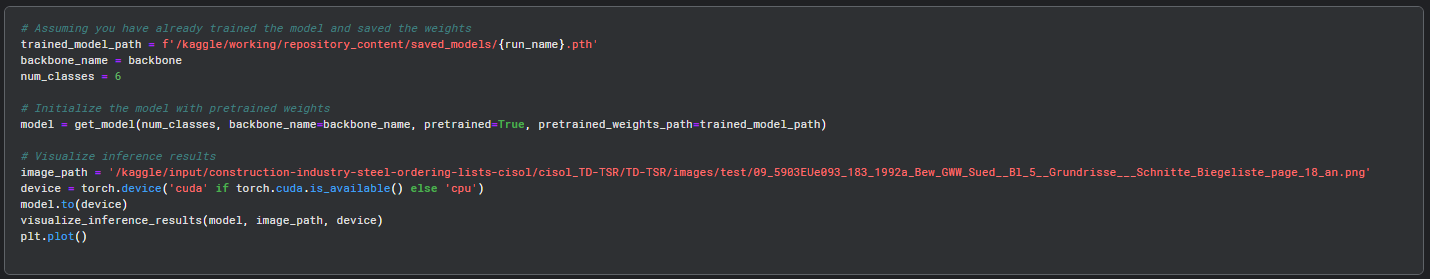 # Assuming you have already trained the model and saved the weights
trained_model_path = f'/kaggle/working/repository_content/saved_models/{run_name}.pth'
backbone_name = backbone
num_classes = 6
# Initialize the model with pretrained weights
model = get_model(num_classes, backbone_name=backbone_name, pretrained=True, pretrained_weights_path=trained_model_path)
# Visualize inference results
image_path = '/kaggle/input/construction-industry-steel-ordering-lists-cisol/cisol_TD-TSR/TD-TSR/images/test/09_5903EUe093_183_1992a_Bew_GWW_Sued__Bl_5__Grundrisse___Schnitte_Biegeliste_page_18_an.png'
device = torch.device('cuda' if torch.cuda.is_available() else 'cpu')
model.to(device)
visualize_inference_results(model, image_path, device)
plt.plot()